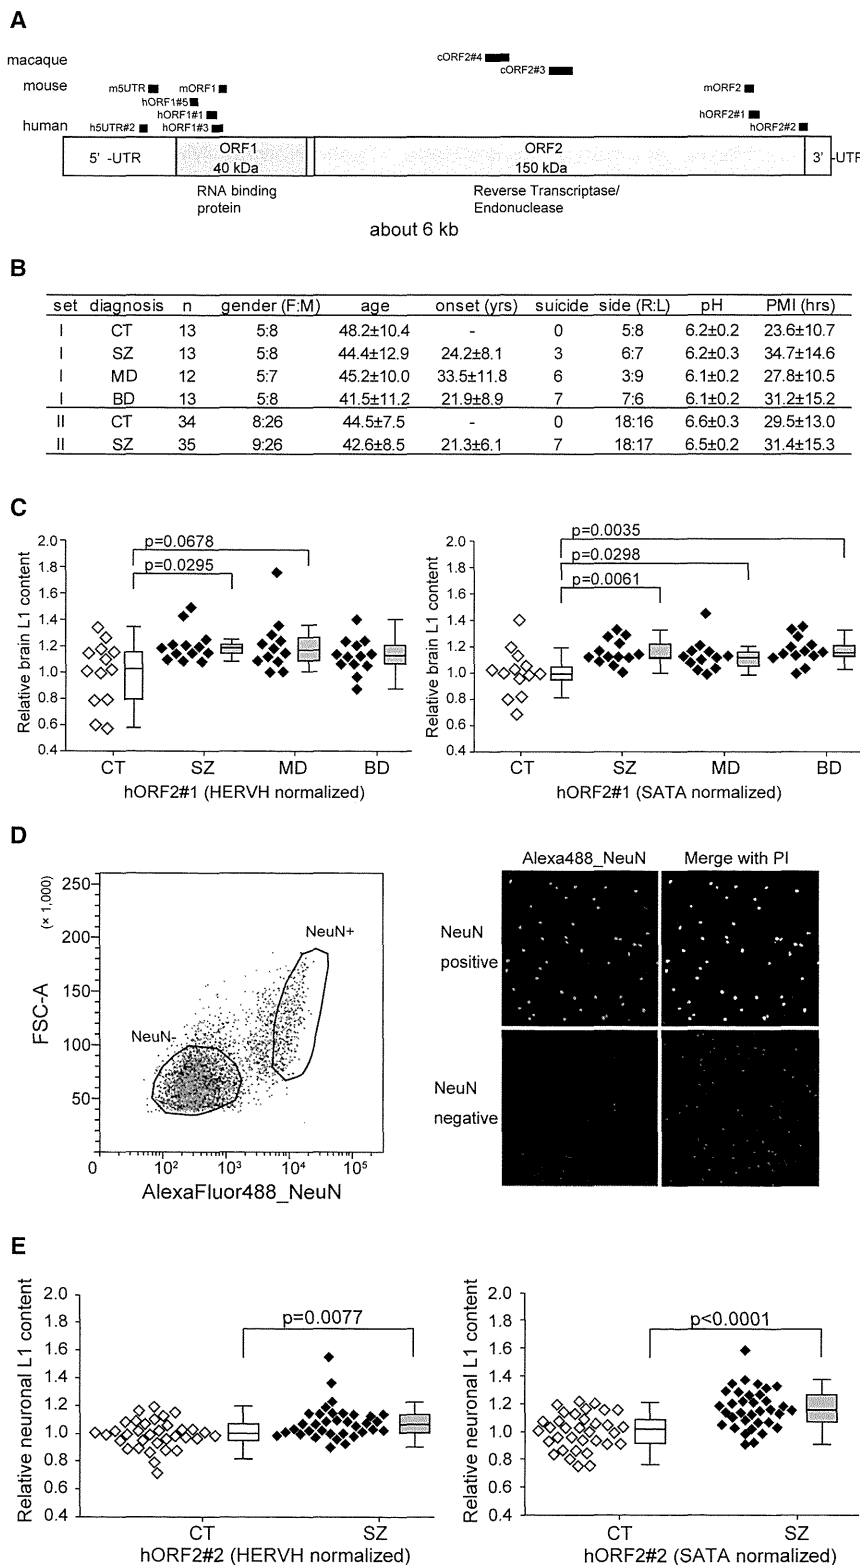 A
macaque
cORF2#4
cORF2#3
mouse
m5UTR
mORF1
mORF2
hORF1#5
hORF1#1
hORF2#1
human
h5UTR#2
hORF1#3
hORF2#2
5' -UTR
ORF1
40 kDa
ORF2
150 kDa
3' -UTR
RNA binding
protein
Reverse Transcriptase/
Endonuclease
about 6 kb
B
set diagnosis n gender (F:M) age onset (yrs) suicide side (R:L) pH PMI (hrs)
I CT 13 5:8 48.2±10.4 - 0 5:8 6.2±0.2 23.6±10.7
I SZ 13 5:8 44.4±12.9 24.2±8.1 3 6:7 6.2±0.3 34.7±14.6
I MD 12 5:7 45.2±10.0 33.5±11.8 6 3:9 6.1±0.2 27.8±10.5
I BD 13 5:8 41.5±11.2 21.9±8.9 7 7:6 6.1±0.2 31.2±15.2
II CT 34 8:26 44.5±7.5 - 0 18:16 6.6±0.3 29.5±13.0
II SZ 35 9:26 42.6±8.5 21.3±6.1 7 18:17 6.5±0.2 31.4±15.3
C
Relative brain L1 content
2.0
1.8
1.6
1.4
1.2
1.0
0.8
0.6
0.4
p=0.0678
p=0.0295
CT SZ MD BD
hORF2#1 (HERVH normalized)
Relative brain L1 content
2.0
1.8
1.6
1.4
1.2
1.0
0.8
0.6
0.4
p=0.0035
p=0.0298
p=0.0061
CT SZ MD BD
hORF2#1 (SATA normalized)
D
(× 1,000)
FSC-A
250
200
150
100
50
NeuN+
NeuN-
0 10² 10³ 10⁴ 10⁵
AlexaFluor488_NeuN
Alexa488_NeuN Merge with PI
NeuN
positive
NeuN
negative
E
Relative neuronal L1 content
2.0
1.8
1.6
1.4
1.2
1.0
0.8
0.6
0.4
p=0.0077
CT SZ
hORF2#2 (HERVH normalized)
Relative neuronal L1 content
2.0
1.8
1.6
1.4
1.2
1.0
0.8
0.6
0.4
p<0.0001
CT SZ
hORF2#2 (SATA normalized)